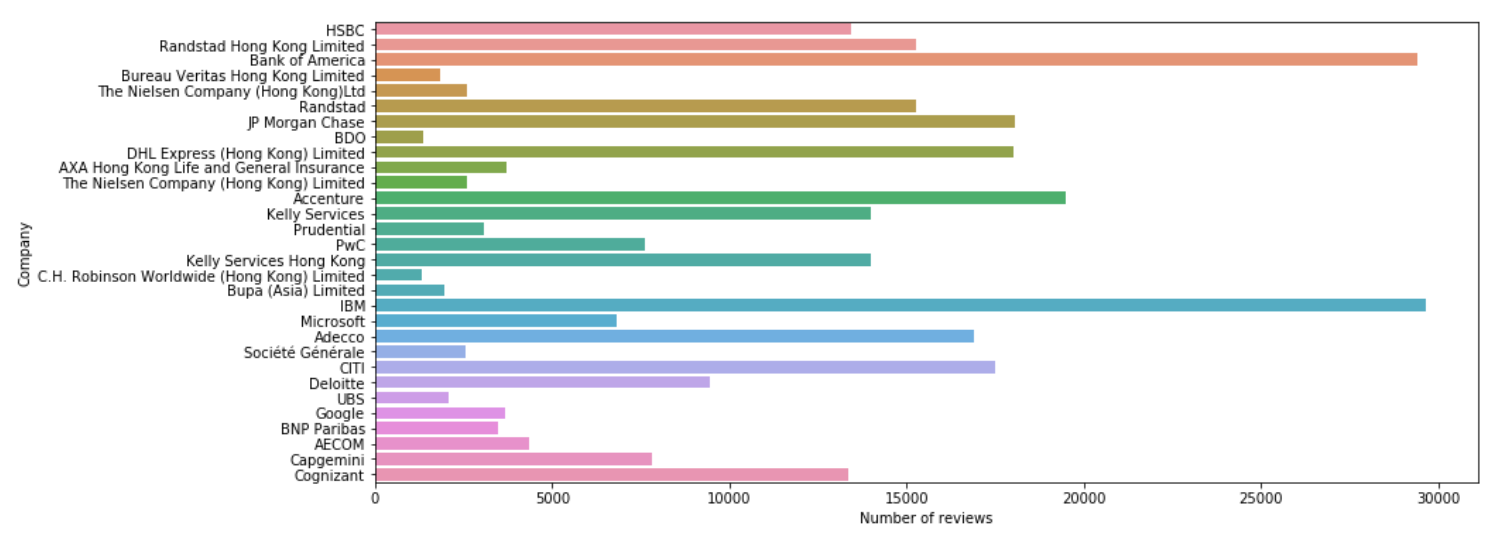 HSBC
Randstad Hong Kong Limited
Bank of America
Bureau Veritas Hong Kong Limited
The Nielsen Company (Hong Kong)Ltd
Randstad
JP Morgan Chase
BDO
DHL Express (Hong Kong) Limited
AXA Hong Kong Life and General Insurance
The Nielsen Company (Hong Kong) Limited
Accenture
Kelly Services
Prudential
PwC
Kelly Services Hong Kong
C.H. Robinson Worldwide (Hong Kong) Limited
Bupa (Asia) Limited
IBM
Microsoft
Adecco
Société Générale
CITI
Deloitte
UBS
Google
BNP Paribas
AECOM
Capgemini
Cognizant
Company
0 5000 10000 15000 20000 25000 30000
Number of reviews